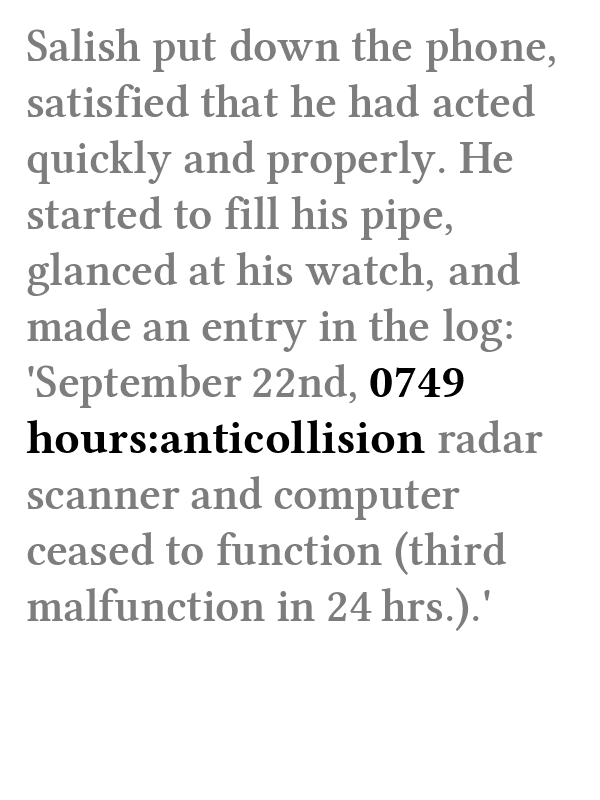 Salish put down the phone,
satisfied that he had acted
quickly and properly. He
started to fill his pipe,
glanced at his watch, and
made an entry in the log:
'September 22nd, 0749
hours:anticollision radar
scanner and computer
ceased to function (third
malfunction in 24 hrs.).'